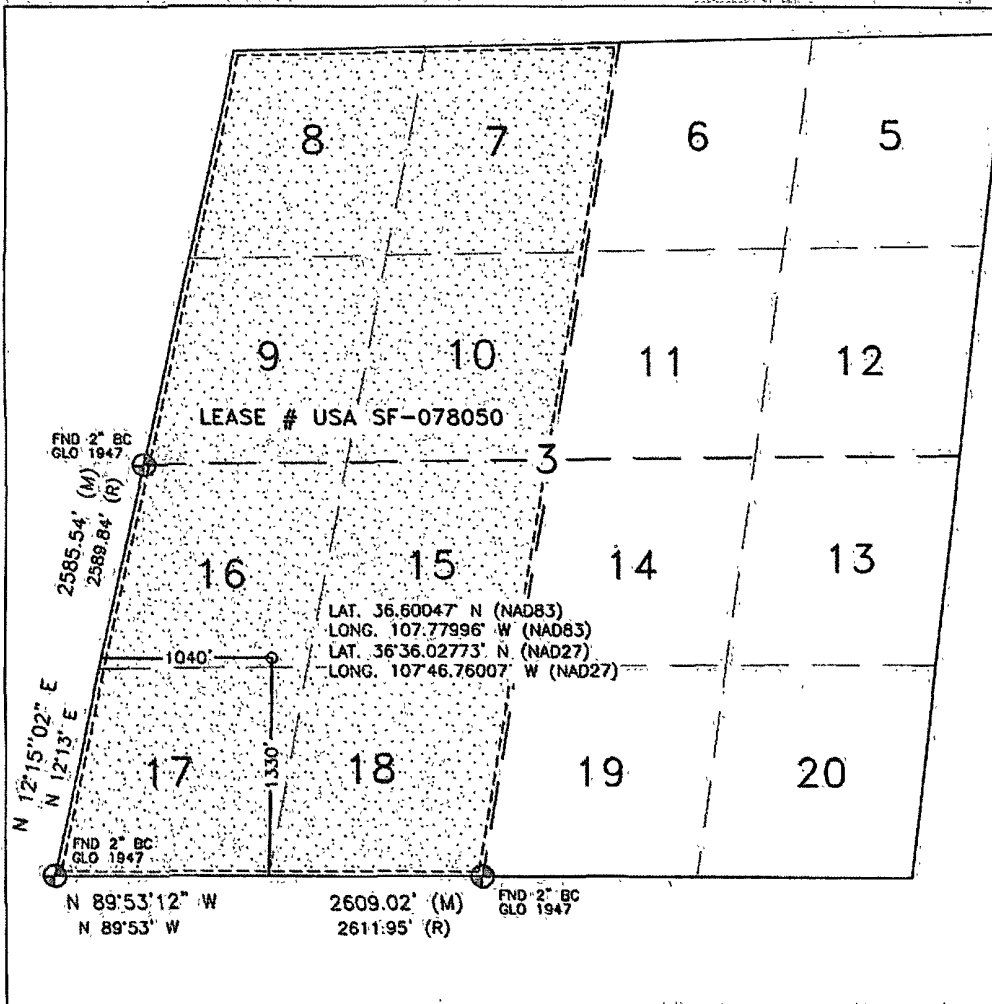 8 7 6 5
9 10 11 12
LEASE # USA SF-078050
FND 2" BC
GLO 1947
3
2585.54' (M)
2589.84' (R)
16 15 14 13
LAT. 36.60047° N (NAD83)
LONG. 107.77996° W (NAD83)
LAT. 36°36.02773' N (NAD27)
LONG. 107°46.76007' W (NAD27)
1040'
N 12°15'02" E
N 12°13' E
1330'
17 18 19 20
FND 2" BC
GLO 1947
N 89°53'12" W
N 89°53' W
2609.02' (M)
2611.95' (R)
FND 2" BC
GLO 1947